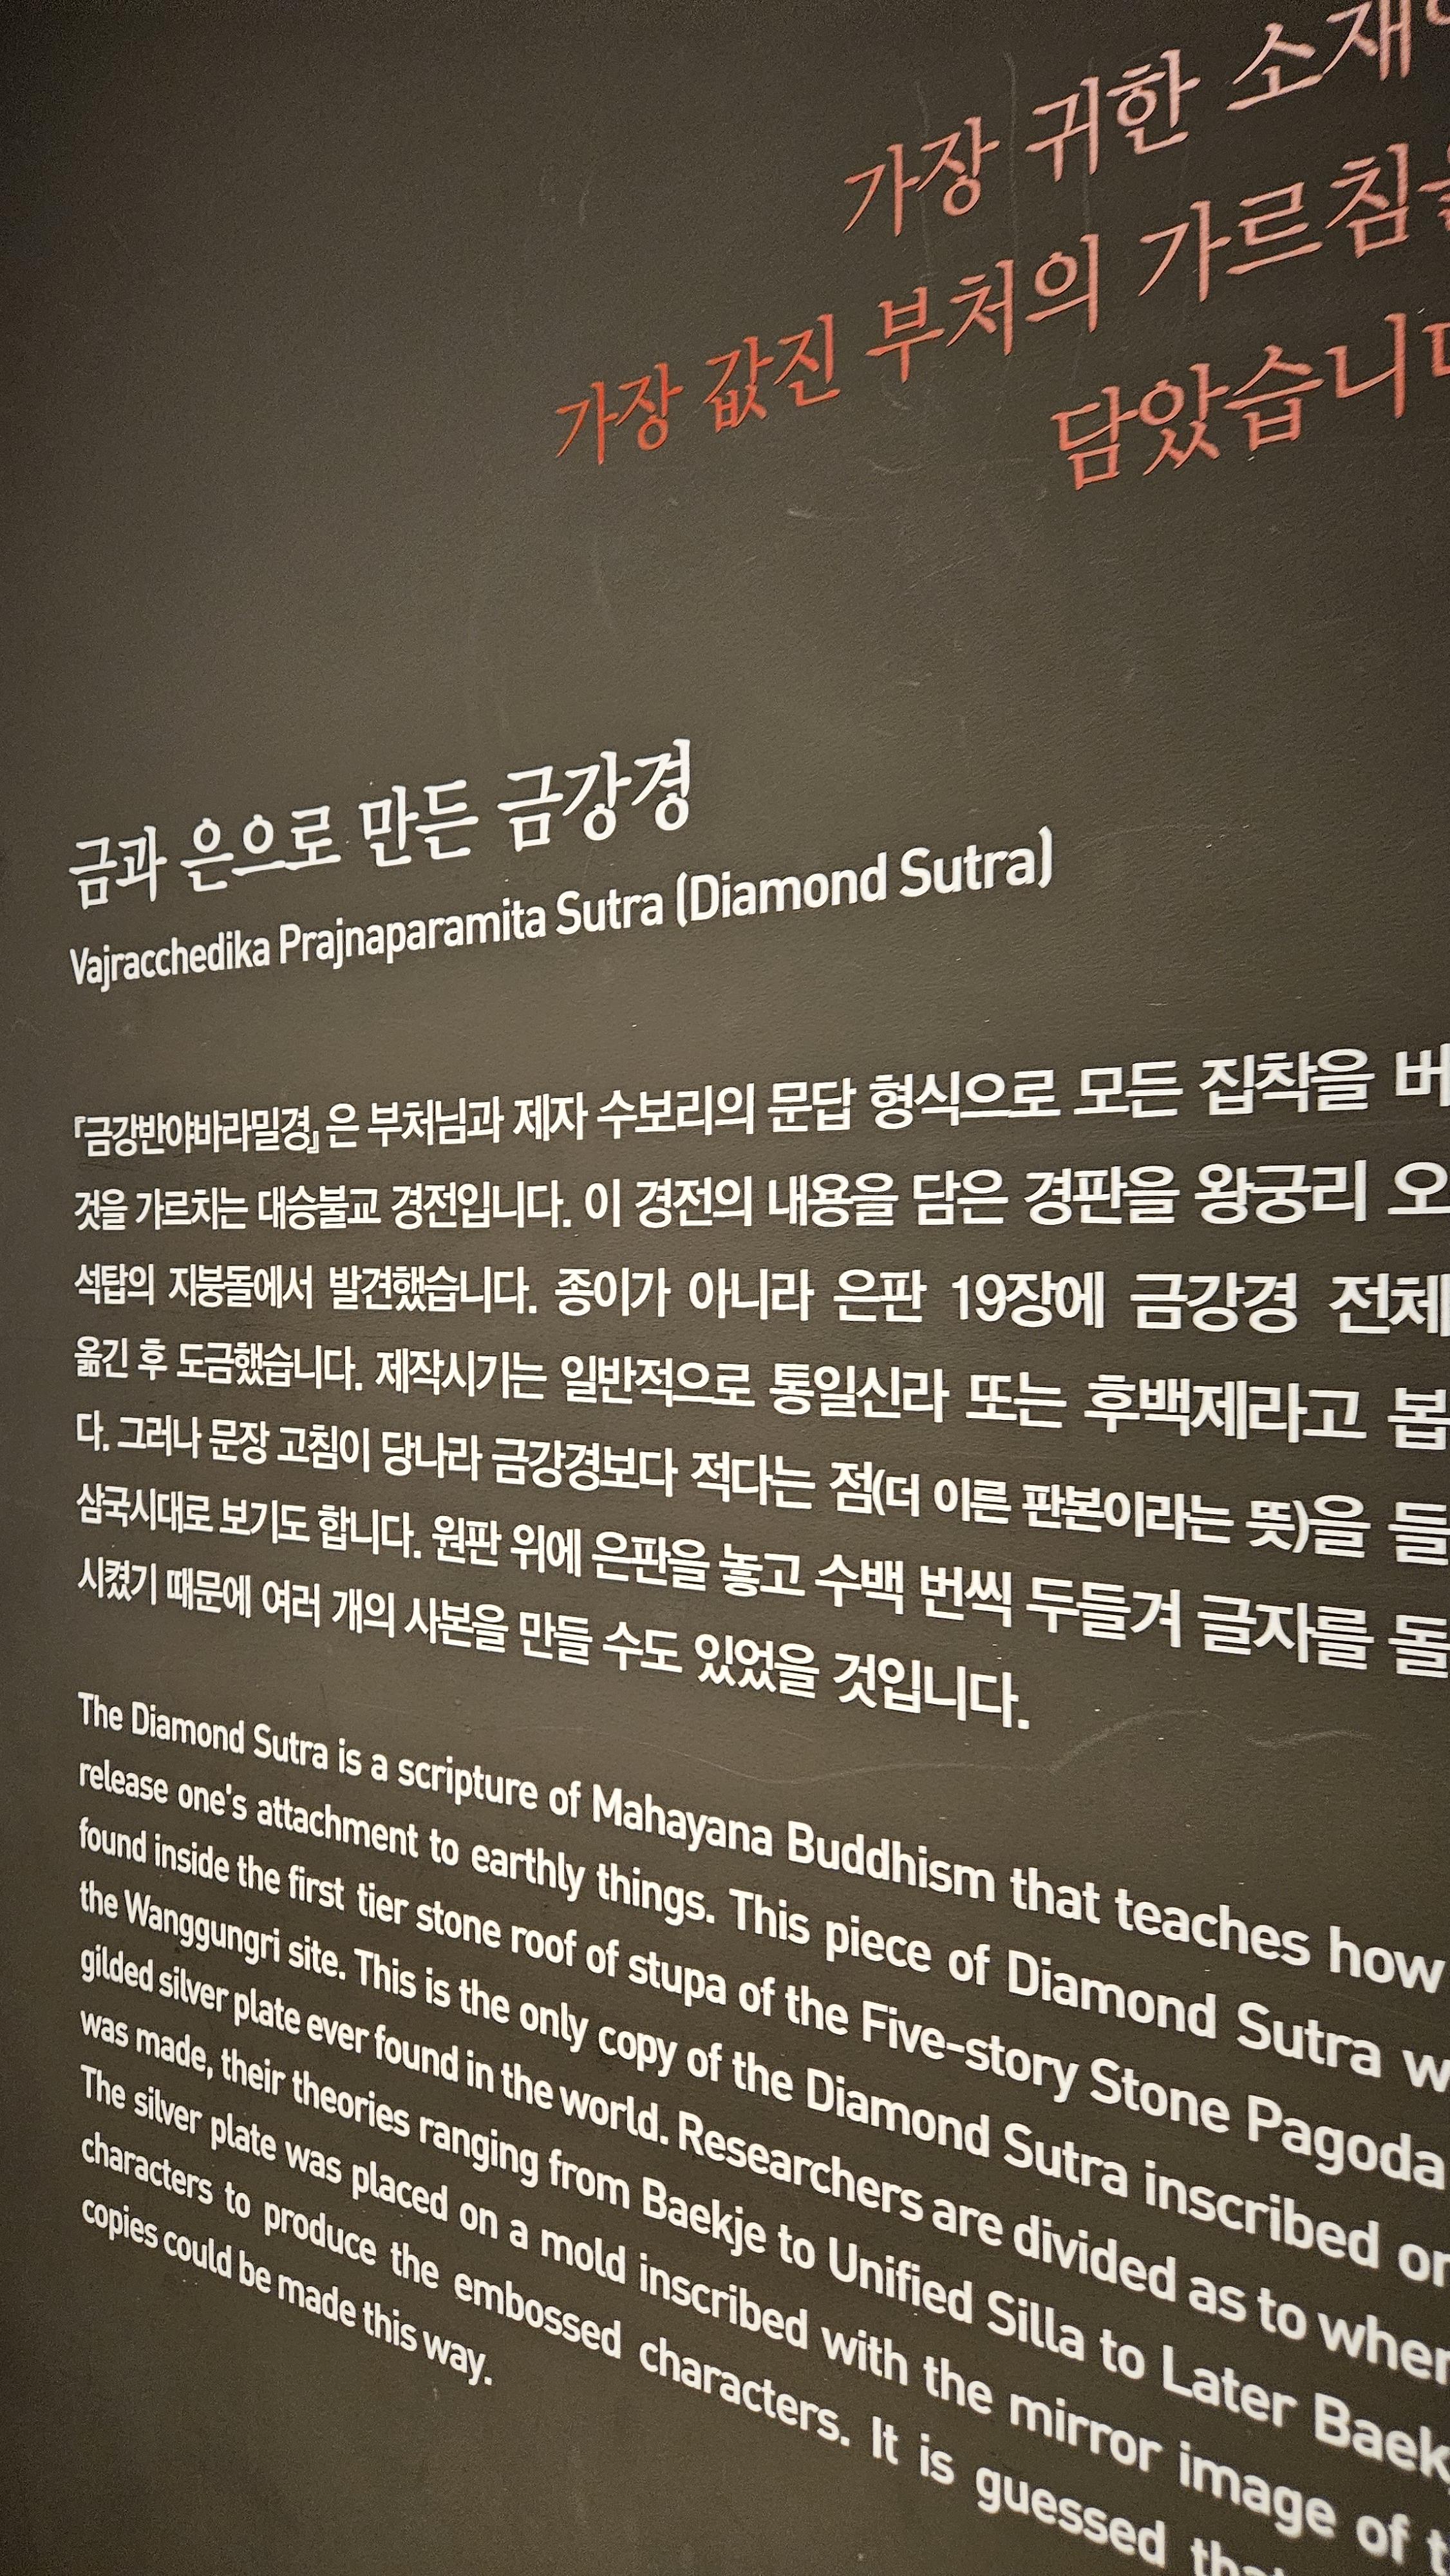 가장 귀한 소재
가장 값진 부처의 가르침을
담았습니다
금과 은으로 만든 금강경
Vajracchedika Prajnaparamita Sutra (Diamond Sutra)
『금강반야바라밀경』은 부처님과 제자 수보리의 문답 형식으로 모든 집착을 버
것을 가르치는 대승불교 경전입니다. 이 경전의 내용을 담은 경판을 왕궁리 오
석탑의 지붕돌에서 발견했습니다. 종이가 아니라 은판 19장에 금강경 전체
옮긴 후 도금했습니다. 제작시기는 일반적으로 통일신라 또는 후백제라고 봅
다. 그러나 문장 고침이 당나라 금강경보다 적다는 점(더 이른 판본이라는 뜻)을 들
삼국시대로 보기도 합니다. 원판 위에 은판을 놓고 수백 번씩 두들겨 글자를 돌
시켰기 때문에 여러 개의 사본을 만들 수도 있었을 것입니다.
The Diamond Sutra is a scripture of Mahayana Buddhism that teaches how
release one's attachment to earthly things. This piece of Diamond Sutra w
found inside the first tier stone roof of stupa of the Five-story Stone Pagoda
the Wanggungri site. This is the only copy of the Diamond Sutra inscribed on
gilded silver plate ever found in the world. Researchers are divided as to when
was made, their theories ranging from Baekje to Unified Silla to Later Baek
The silver plate was placed on a mold inscribed with the mirror image of t
characters to produce the embossed characters. It is guessed that
copies could be made this way.